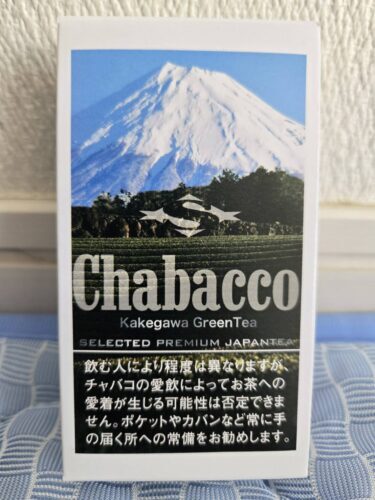 Chabacco
Kakegawa GreenTea
SELECTED PREMIUM JAPANTEA
飲む人により程度は異なりますが、
チャバコの愛飲によってお茶への
愛着が生じる可能性は否定できま
せん。ポケットやカバンなど常に手
の届く所への常備をお勧めします。